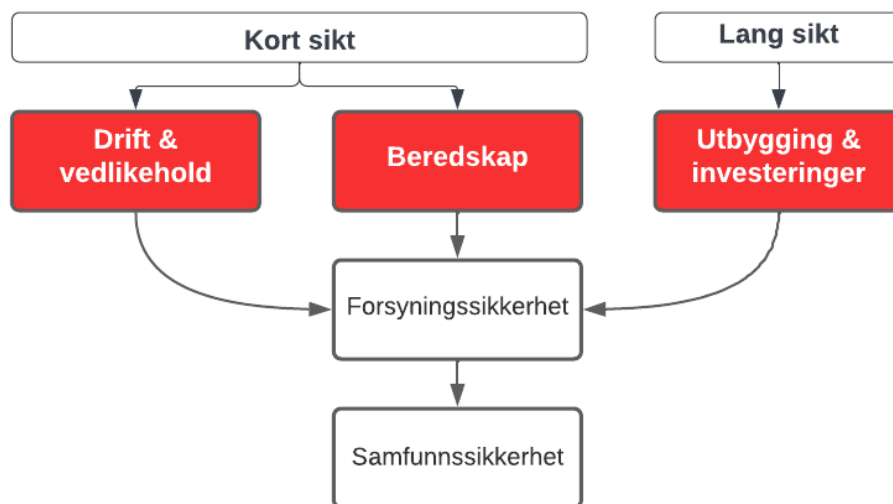 Kort sikt
Lang sikt
Drift &
vedlikehold
Beredskap
Utbygging &
investeringer
Forsyningssikkerhet
Samfunnssikkerhet